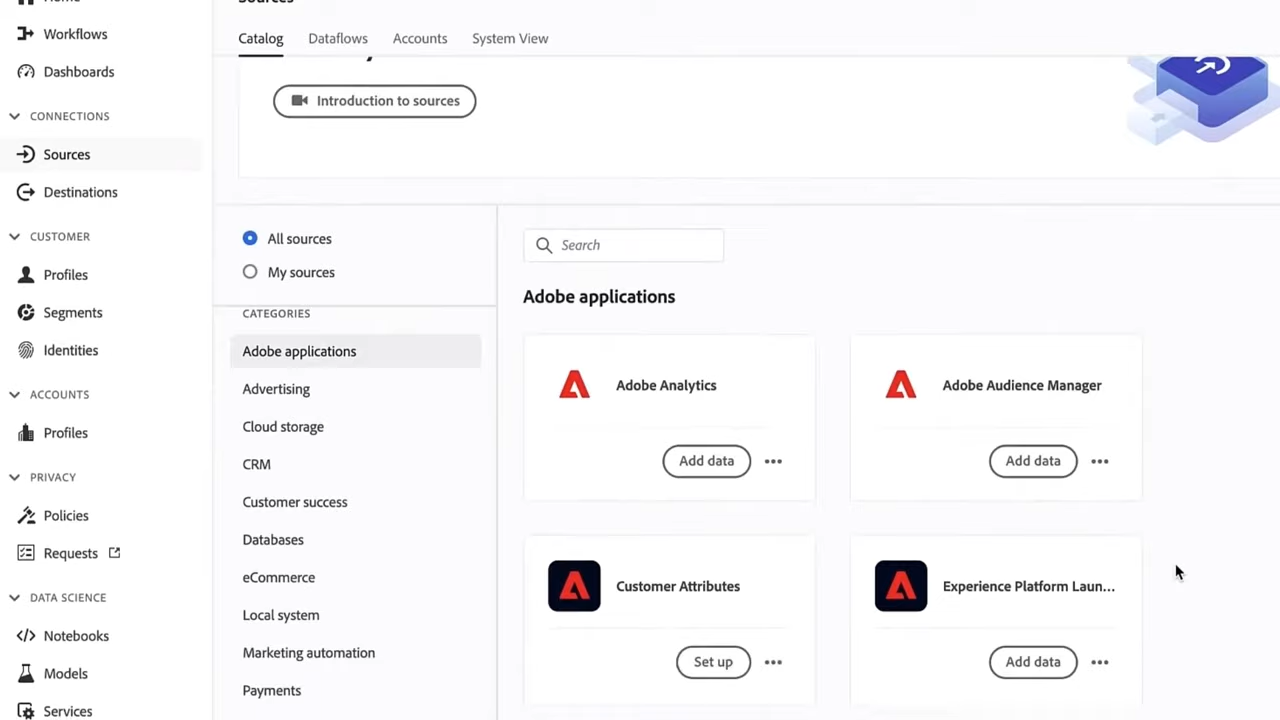 Sources
Home
Workflows
Dashboards
CONNECTIONS
Sources
Destinations
CUSTOMER
Profiles
Segments
Identities
ACCOUNTS
Profiles
PRIVACY
Policies
Requests
DATA SCIENCE
Notebooks
Models
Services
Catalog Dataflows Accounts System View
Introduction to sources
All sources
My sources
CATEGORIES
Adobe applications
Advertising
Cloud storage
CRM
Customer success
Databases
eCommerce
Local system
Marketing automation
Payments
Search
Adobe applications
Adobe Analytics
Add data
Adobe Audience Manager
Add data
Customer Attributes
Set up
Experience Platform Laun...
Add data